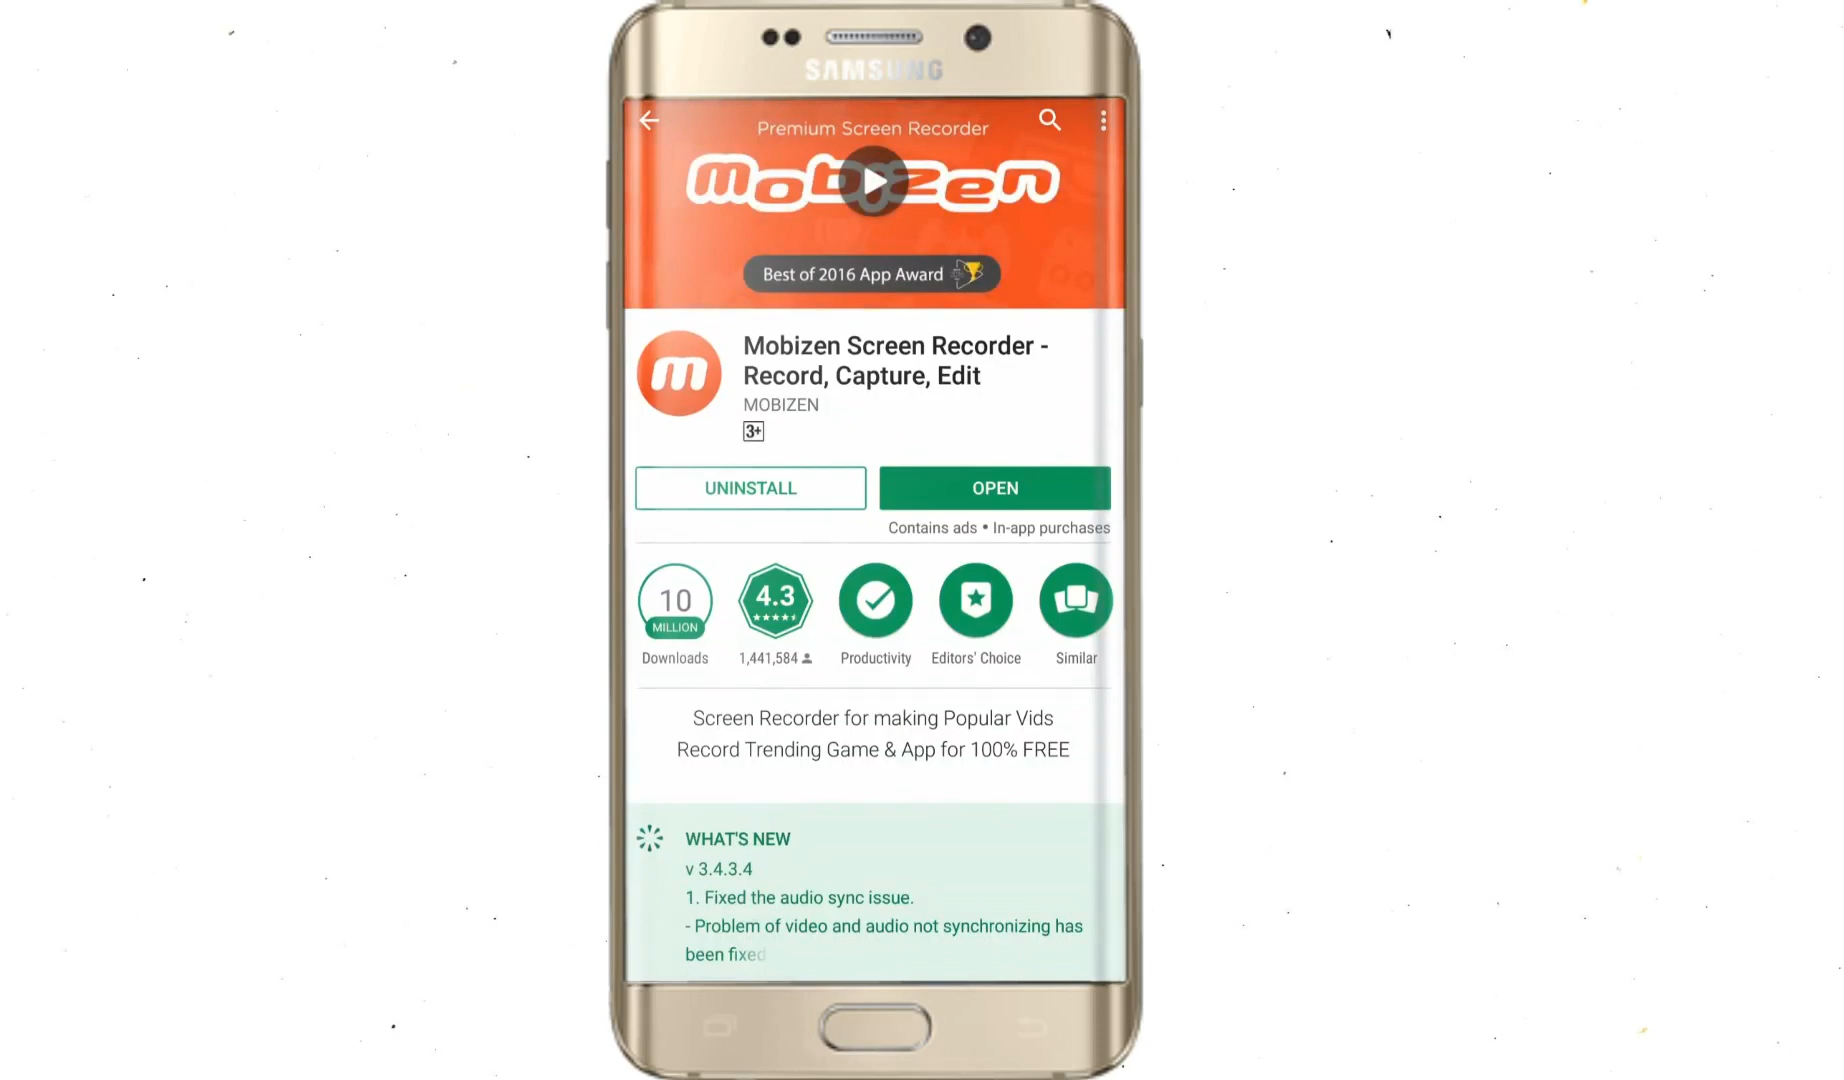 SAMSUNG
Premium Screen Recorder
mobizen
Best of 2016 App Award
m
Mobizen Screen Recorder -
Record, Capture, Edit
MOBIZEN
3+
UNINSTALL
OPEN
Contains ads • In-app purchases
10
MILLION
4.3
Downloads
1,441,584
Productivity
Editors' Choice
Similar
Screen Recorder for making Popular Vids
Record Trending Game & App for 100% FREE
WHAT'S NEW
v 3.4.3.4
1. Fixed the audio sync issue.
- Problem of video and audio not synchronizing has
been fixed